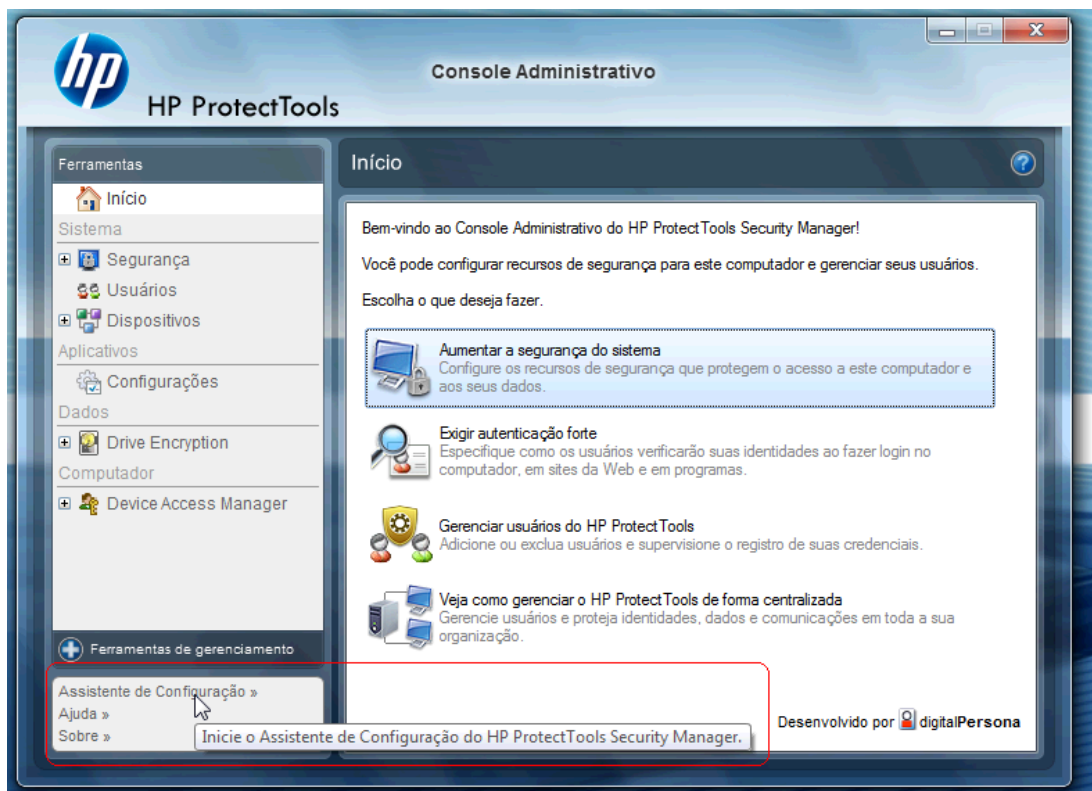 hp
HP ProtectTools
Console Administrativo
X
Ferramentas
Início
Sistema
Segurança
Usuários
Dispositivos
Aplicativos
Configurações
Dados
Drive Encryption
Computador
Device Access Manager
Ferramentas de gerenciamento
Assistente de Configuração »
Ajuda »
Sobre »
Início
?
Bem-vindo ao Console Administrativo do HP ProtectTools Security Manager!
Você pode configurar recursos de segurança para este computador e gerenciar seus usuários.
Escolha o que deseja fazer.
Aumentar a segurança do sistema
Configure os recursos de segurança que protegem o acesso a este computador e
aos seus dados.
Exigir autenticação forte
Especifique como os usuários verificarão suas identidades ao fazer login no
computador, em sites da Web e em programas.
Gerenciar usuários do HP ProtectTools
Adicione ou exclua usuários e supervisione o registro de suas credenciais.
Veja como gerenciar o HP ProtectTools de forma centralizada
Gerencie usuários e proteja identidades, dados e comunicações em toda a sua
organização.
Desenvolvido por digitalPersona
Inicie o Assistente de Configuração do HP ProtectTools Security Manager.